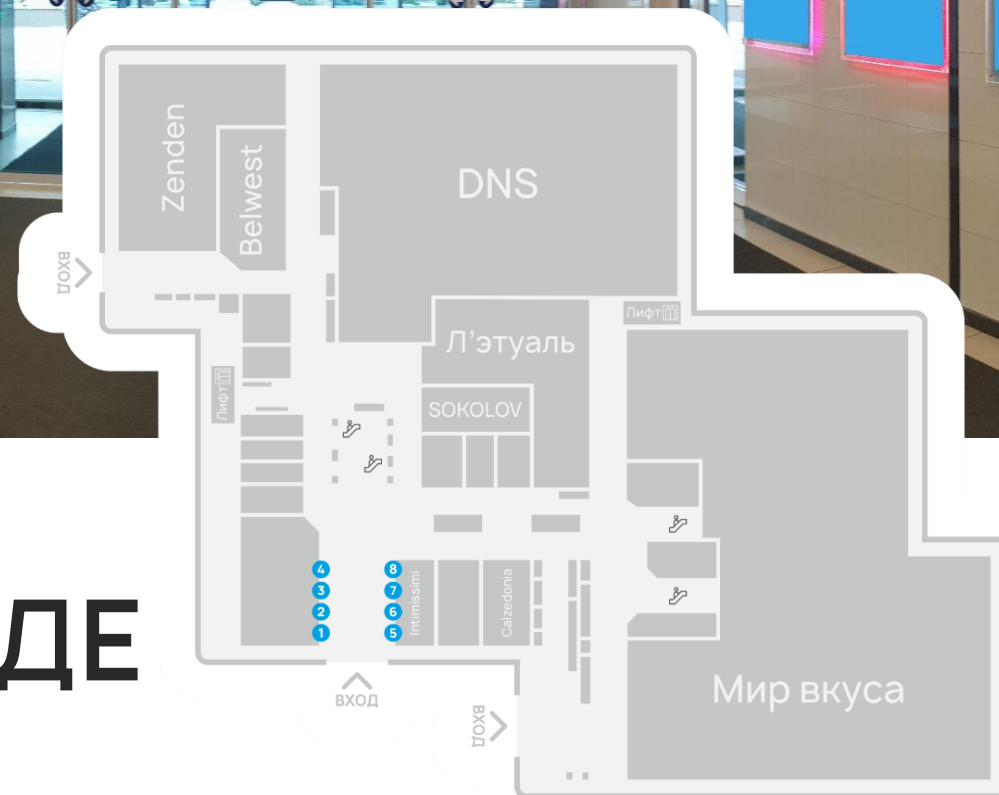 Zenden
Belwest
DNS
ВХОД
Лифт
Л'этуаль
Лифт
SOKOLOV
4
3
2
1
8
7
6
5
Intimissimi
Calzedonia
ДЕ
ВХОД
ВХОД
Мир вкуса